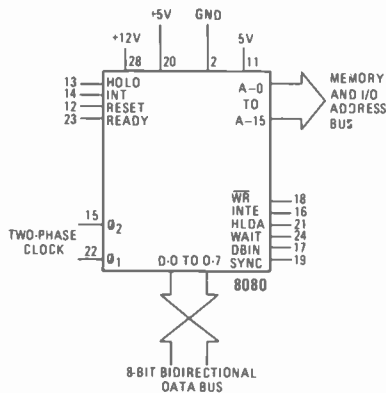 +5V GND
+12V 5V
28 20 2 11
13 HOLO
14 INT
12 RESET
23 READY
A-0
TO
A-15
MEMORY
AND I/O
ADDRESS
BUS
WR 18
INTE 16
HLDA 21
WAIT 24
DBIN 17
SYNC 19
15 Ø2
TWO-PHASE
CLOCK
22 Ø1
D-0 TO O-7
8080
8-BIT BIDIRECTIONAL
DATA BUS